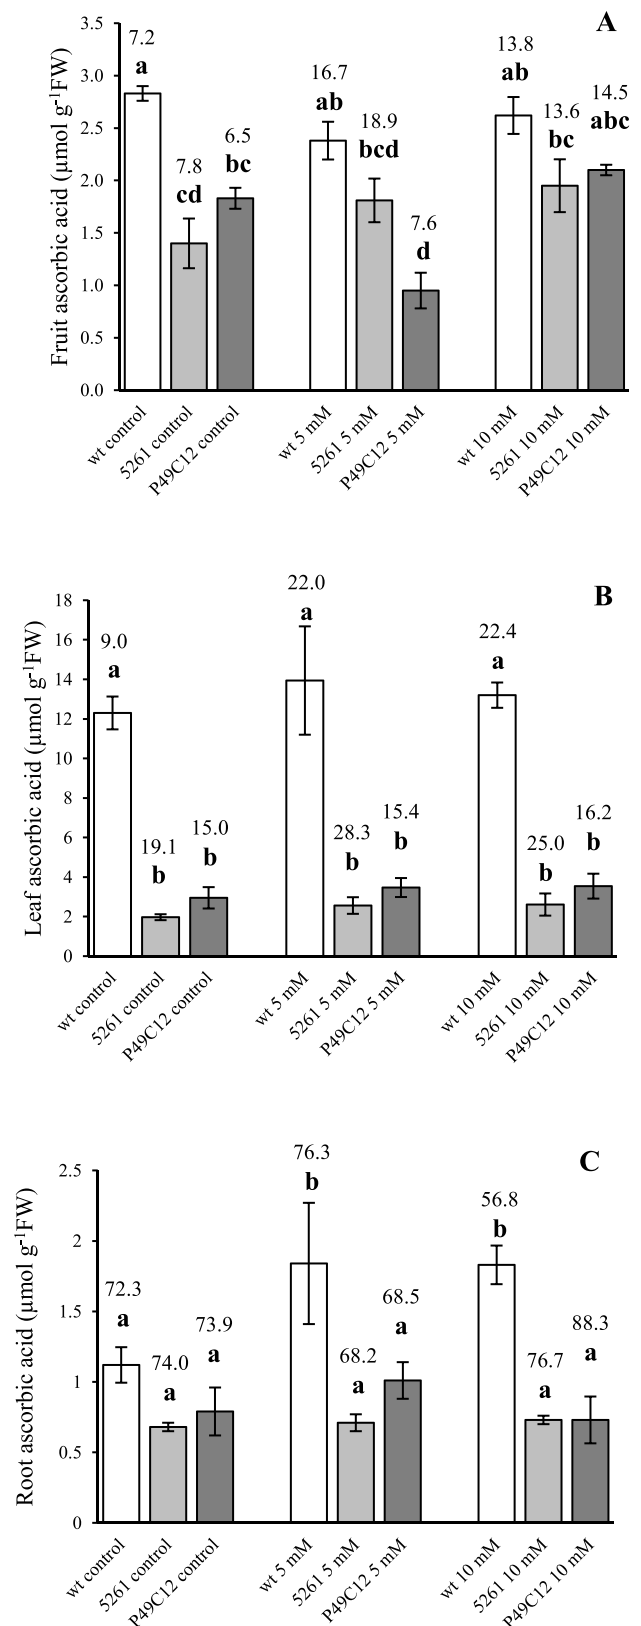 A
Fruit ascorbic acid (µmol g⁻¹FW)
4.0
3.5
3.0
2.5
2.0
1.5
1.0
0.5
0.0
7.2
a
7.8
cd
6.5
bc
16.7
ab
18.9
bcd
7.6
d
13.8
ab
13.6
bc
14.5
abc
wt control
5261 control
P49C12 control
wt 5 mM
5261 5 mM
P49C12 5 mM
wt 10 mM
5261 10 mM
P49C12 10 mM
B
Leaf ascorbic acid (µmol g⁻¹FW)
18
16
14
12
10
8
6
4
2
0
9.0
a
19.1
b
15.0
b
22.0
a
28.3
b
15.4
b
22.4
a
25.0
b
16.2
b
wt control
5261 control
P49C12 control
wt 5 mM
5261 5 mM
P49C12 5 mM
wt 10 mM
5261 10 mM
P49C12 10 mM
C
Root ascorbic acid (µmol g⁻¹FW)
2.5
2
1.5
1
0.5
0
72.3
a
74.0
a
73.9
a
76.3
b
68.2
a
68.5
a
56.8
b
76.7
a
88.3
a
wt control
5261 control
P49C12 control
wt 5 mM
5261 5 mM
P49C12 5 mM
wt 10 mM
5261 10 mM
P49C12 10 mM